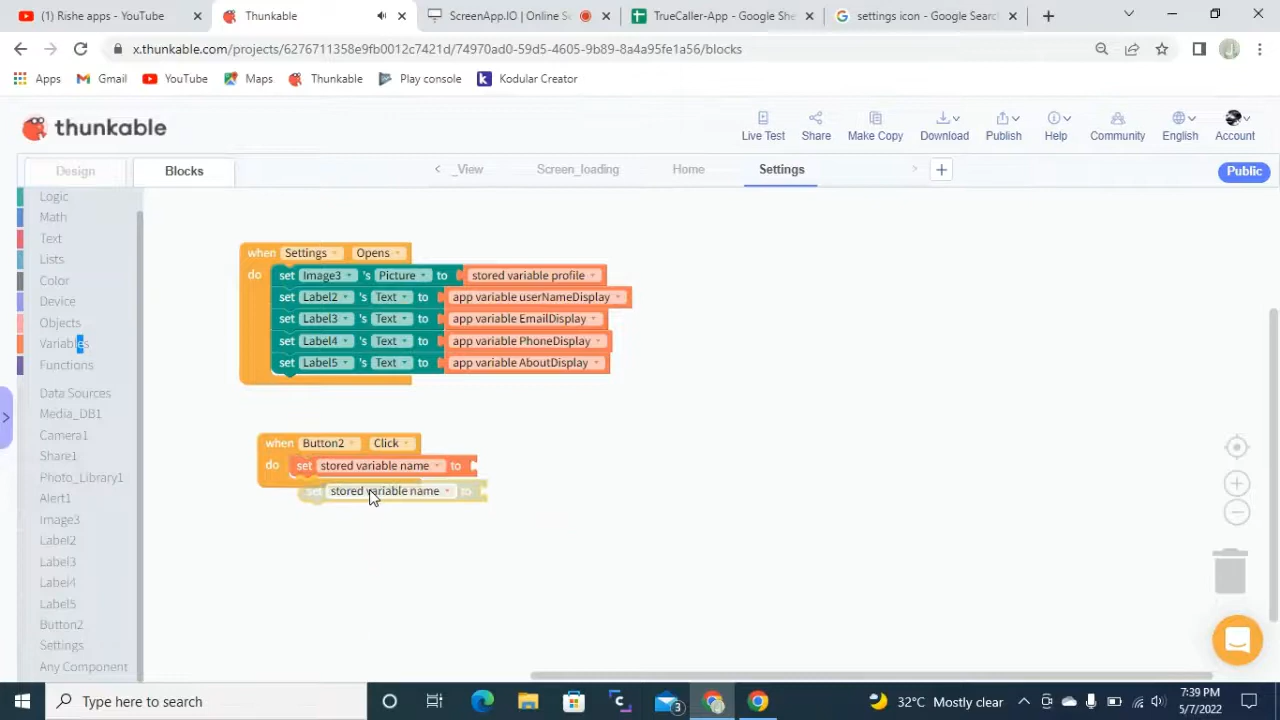 (1) Rishe apps - YouTube
Thunkable
ScreenApp.IO | Online S
TrueCaller-App - Google She
settings icon - Google Searc
x.thunkable.com/projects/6276711358e9fb0012c7421d/74970ad0-59d5-4605-9b89-8a4a95fe1a56/blocks
Apps
Gmail
YouTube
Maps
Thunkable
Play console
Kodular Creator
thunkable
Live Test
Share
Make Copy
Download
Publish
Help
Community
English
Account
Design
Blocks
_View
Screen_loading
Home
Settings
Public
Logic
Math
Text
Lists
Color
Device
Objects
Variables
Functions
Data Sources
Media_DB1
Camera1
Share1
Photo_Library1
Alert1
Image3
Label2
Label3
Label4
Label5
Button2
Settings
Any Component
when Settings Opens
do set Image3 's Picture to stored variable profile
set Label2 's Text to app variable userNameDisplay
set Label3 's Text to app variable EmailDisplay
set Label4 's Text to app variable PhoneDisplay
set Label5 's Text to app variable AboutDisplay
when Button2 Click
do set stored variable name to
set stored variable name to
Type here to search
3
32°C Mostly clear
7:39 PM
5/7/2022